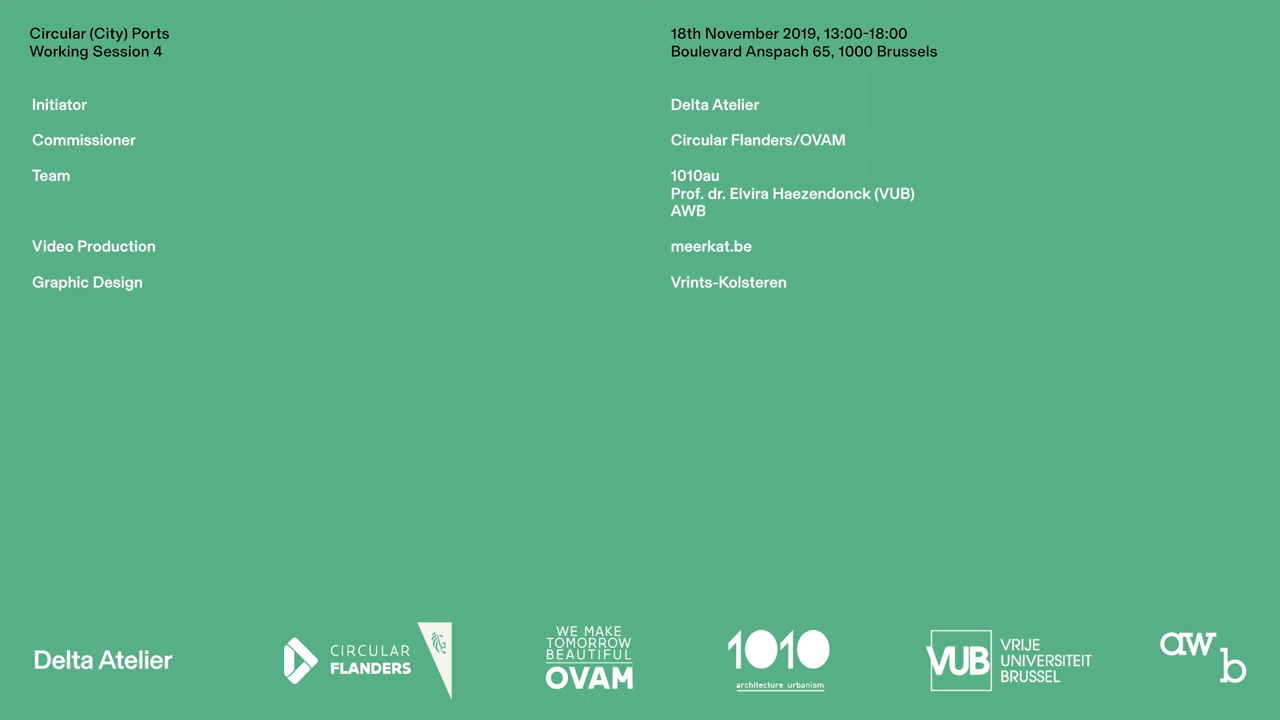 Circular (City) Ports
Working Session 4
18th November 2019, 13:00-18:00
Boulevard Anspach 65, 1000 Brussels
Initiator
Delta Atelier
Commissioner
Circular Flanders/OVAM
Team
1010au
Prof. dr. Elvira Haezendonck (VUB)
AWB
Video Production
meerkat.be
Graphic Design
Vrints-Kolsteren
Delta Atelier
CIRCULAR
FLANDERS
WE MAKE
TOMORROW
BEAUTIFUL
OVAM
1010
architecture urbanism
VUB
VRIJE
UNIVERSITEIT
BRUSSEL
aw
b